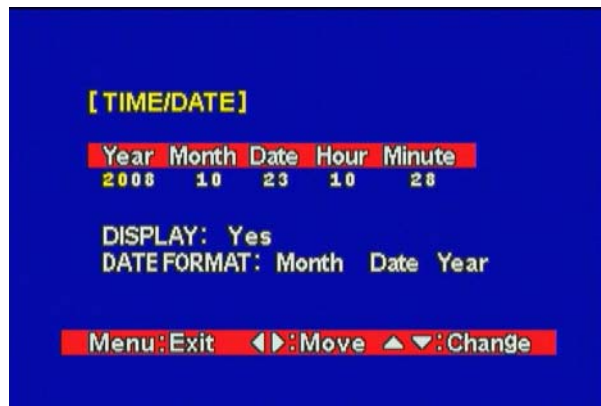 [ TIME/DATE ]
Year Month Date Hour Minute
2008 10 23 10 28
DISPLAY: Yes
DATE FORMAT: Month Date Year
Menu:Exit ◀▶:Move ▲▼:Change